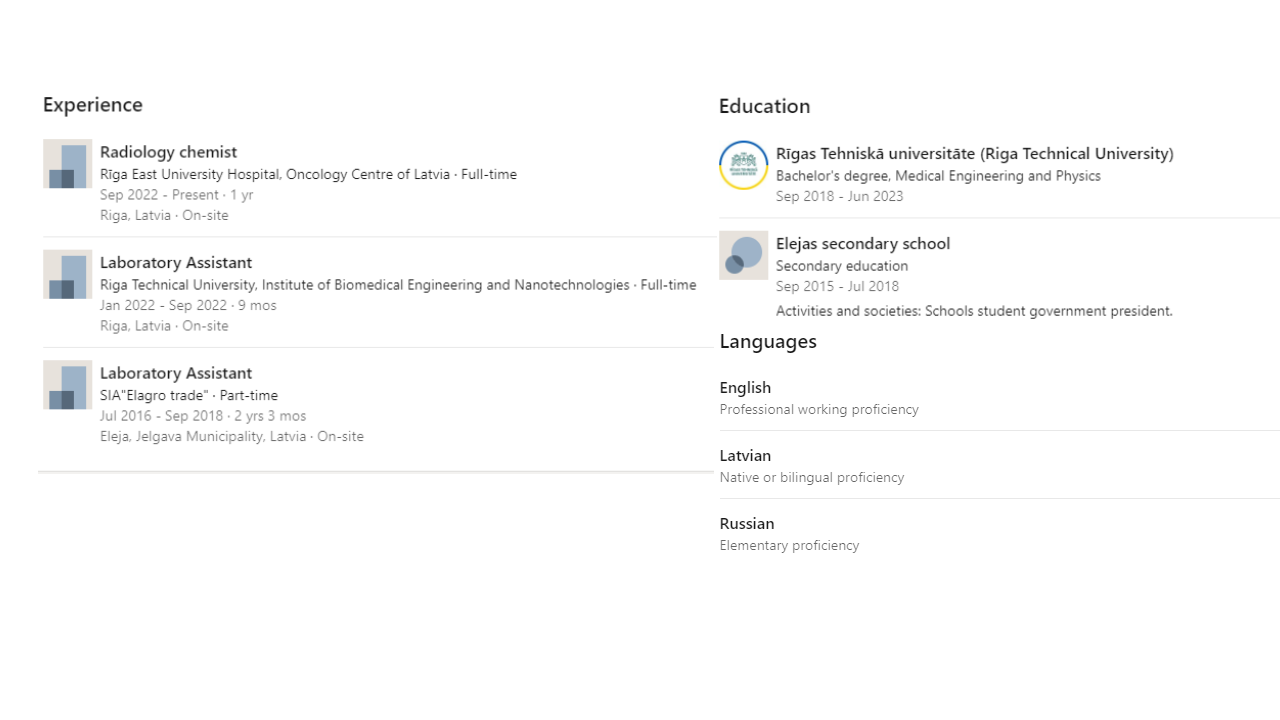 Experience
Radiology chemist
Rīga East University Hospital, Oncology Centre of Latvia · Full-time
Sep 2022 - Present · 1 yr
Riga, Latvia · On-site
Laboratory Assistant
Riga Technical University, Institute of Biomedical Engineering and Nanotechnologies · Full-time
Jan 2022 - Sep 2022 · 9 mos
Riga, Latvia · On-site
Laboratory Assistant
SIA"Elagro trade" · Part-time
Jul 2016 - Sep 2018 · 2 yrs 3 mos
Eleja, Jelgava Municipality, Latvia · On-site
Education
Rīgas Tehniskā universitāte (Riga Technical University)
Bachelor's degree, Medical Engineering and Physics
Sep 2018 - Jun 2023
Elejas secondary school
Secondary education
Sep 2015 - Jul 2018
Activities and societies: Schools student government president.
Languages
English
Professional working proficiency
Latvian
Native or bilingual proficiency
Russian
Elementary proficiency